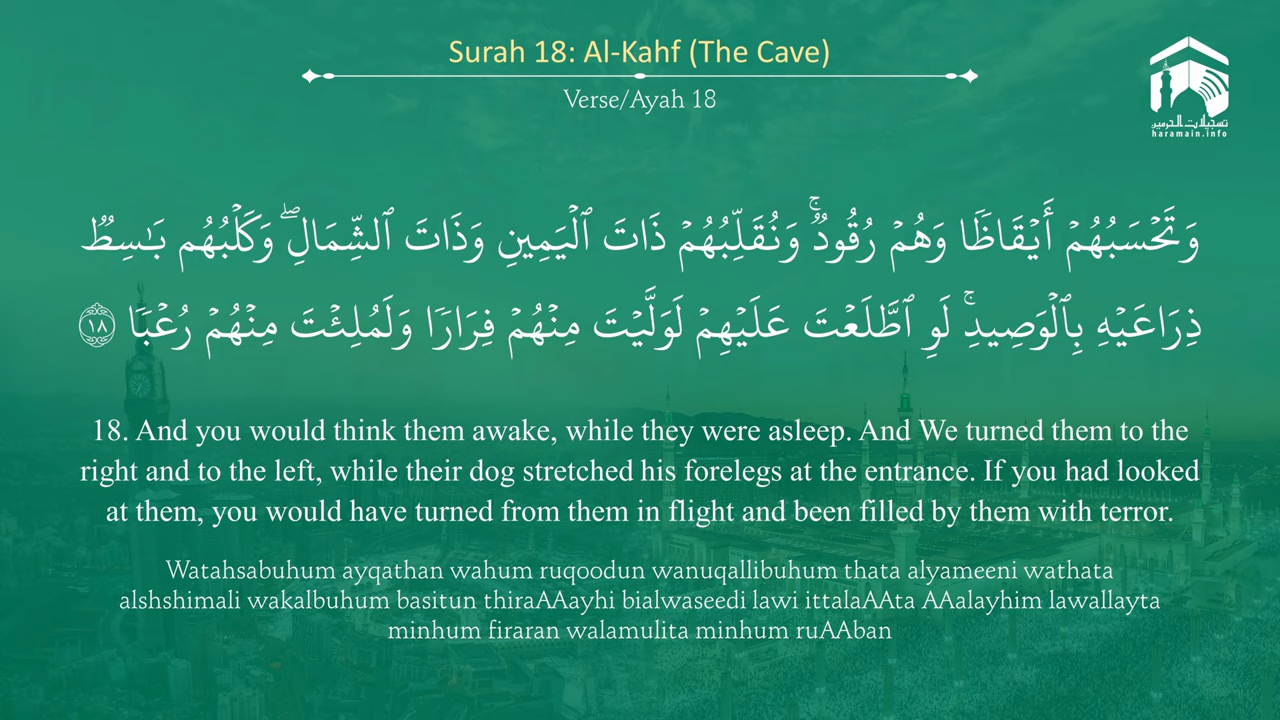 Surah 18: Al-Kahf (The Cave)
Verse/Ayah 18
تسجيلات الحرمين
haramain.info
وَتَحْسَبُهُمْ أَيْقَاظًا وَهُمْ رُقُودٌ ۚ وَنُقَلِّبُهُمْ ذَاتَ ٱلْيَمِينِ وَذَاتَ ٱلشِّمَالِ ۖ وَكَلْبُهُم بَـٰسِطٌ
ذِرَاعَيْهِ بِٱلْوَصِيدِ ۚ لَوِ ٱطَّلَعْتَ عَلَيْهِمْ لَوَلَّيْتَ مِنْهُمْ فِرَارًا وَلَمُلِئْتَ مِنْهُمْ رُعْبًا ١٨
18. And you would think them awake, while they were asleep. And We turned them to the
right and to the left, while their dog stretched his forelegs at the entrance. If you had looked
at them, you would have turned from them in flight and been filled by them with terror.
Watahsabuhum ayqathan wahum ruqoodun wanuqallibuhum thata alyameeni wathata
alshshimali wakalbuhum basitun thiraAAayhi bialwaseedi lawi ittalaAAta AAalayhim lawallayta
minhum firaran walamulita minhum ruAAban